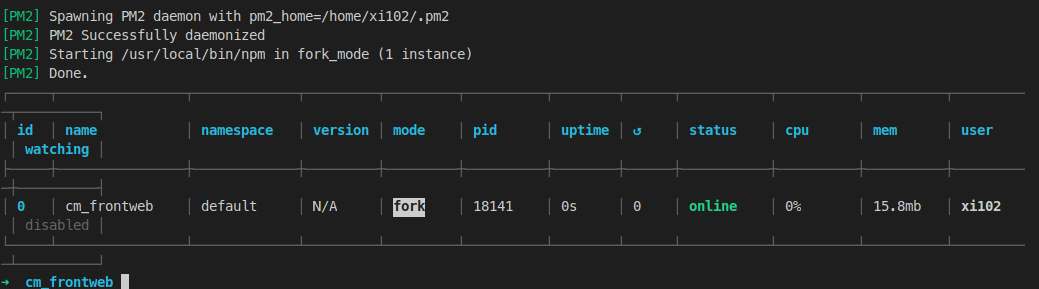 [PM2] Spawning PM2 daemon with pm2_home=/home/xi102/.pm2
[PM2] PM2 Successfully daemonized
[PM2] Starting /usr/local/bin/npm in fork_mode (1 instance)
[PM2] Done.
id │ name │ namespace │ version │ mode │ pid │ uptime │ ↺ │ status │ cpu │ mem │ user
│ watching │
0 │ cm_frontweb │ default │ N/A │ fork │ 18141 │ 0s │ 0 │ online │ 0% │ 15.8mb │ xi102
│ disabled │
➜ cm_frontweb